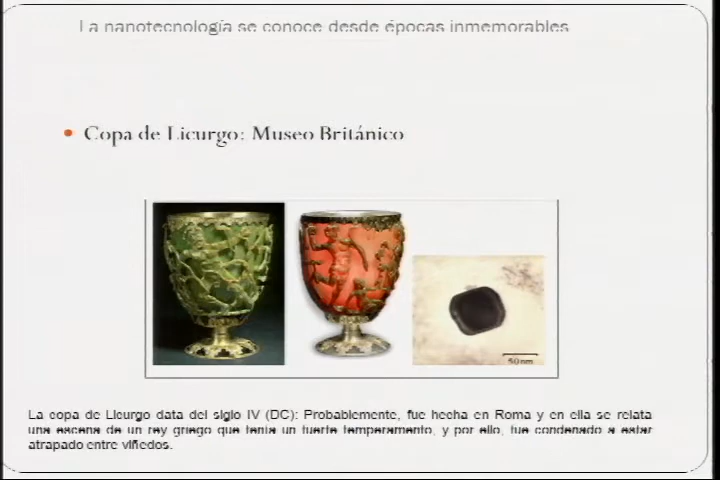 La nanotecnología se conoce desde épocas inmemorables
Copa de Licurgo: Museo Británico
50 nm
La copa de Licurgo data del siglo IV (DC): Probablemente, fue hecha en Roma y en ella se relata
una escena de un rey griego que tenía un fuerte temperamento, y por ello, fue condenado a estar
atrapado entre viñedos.